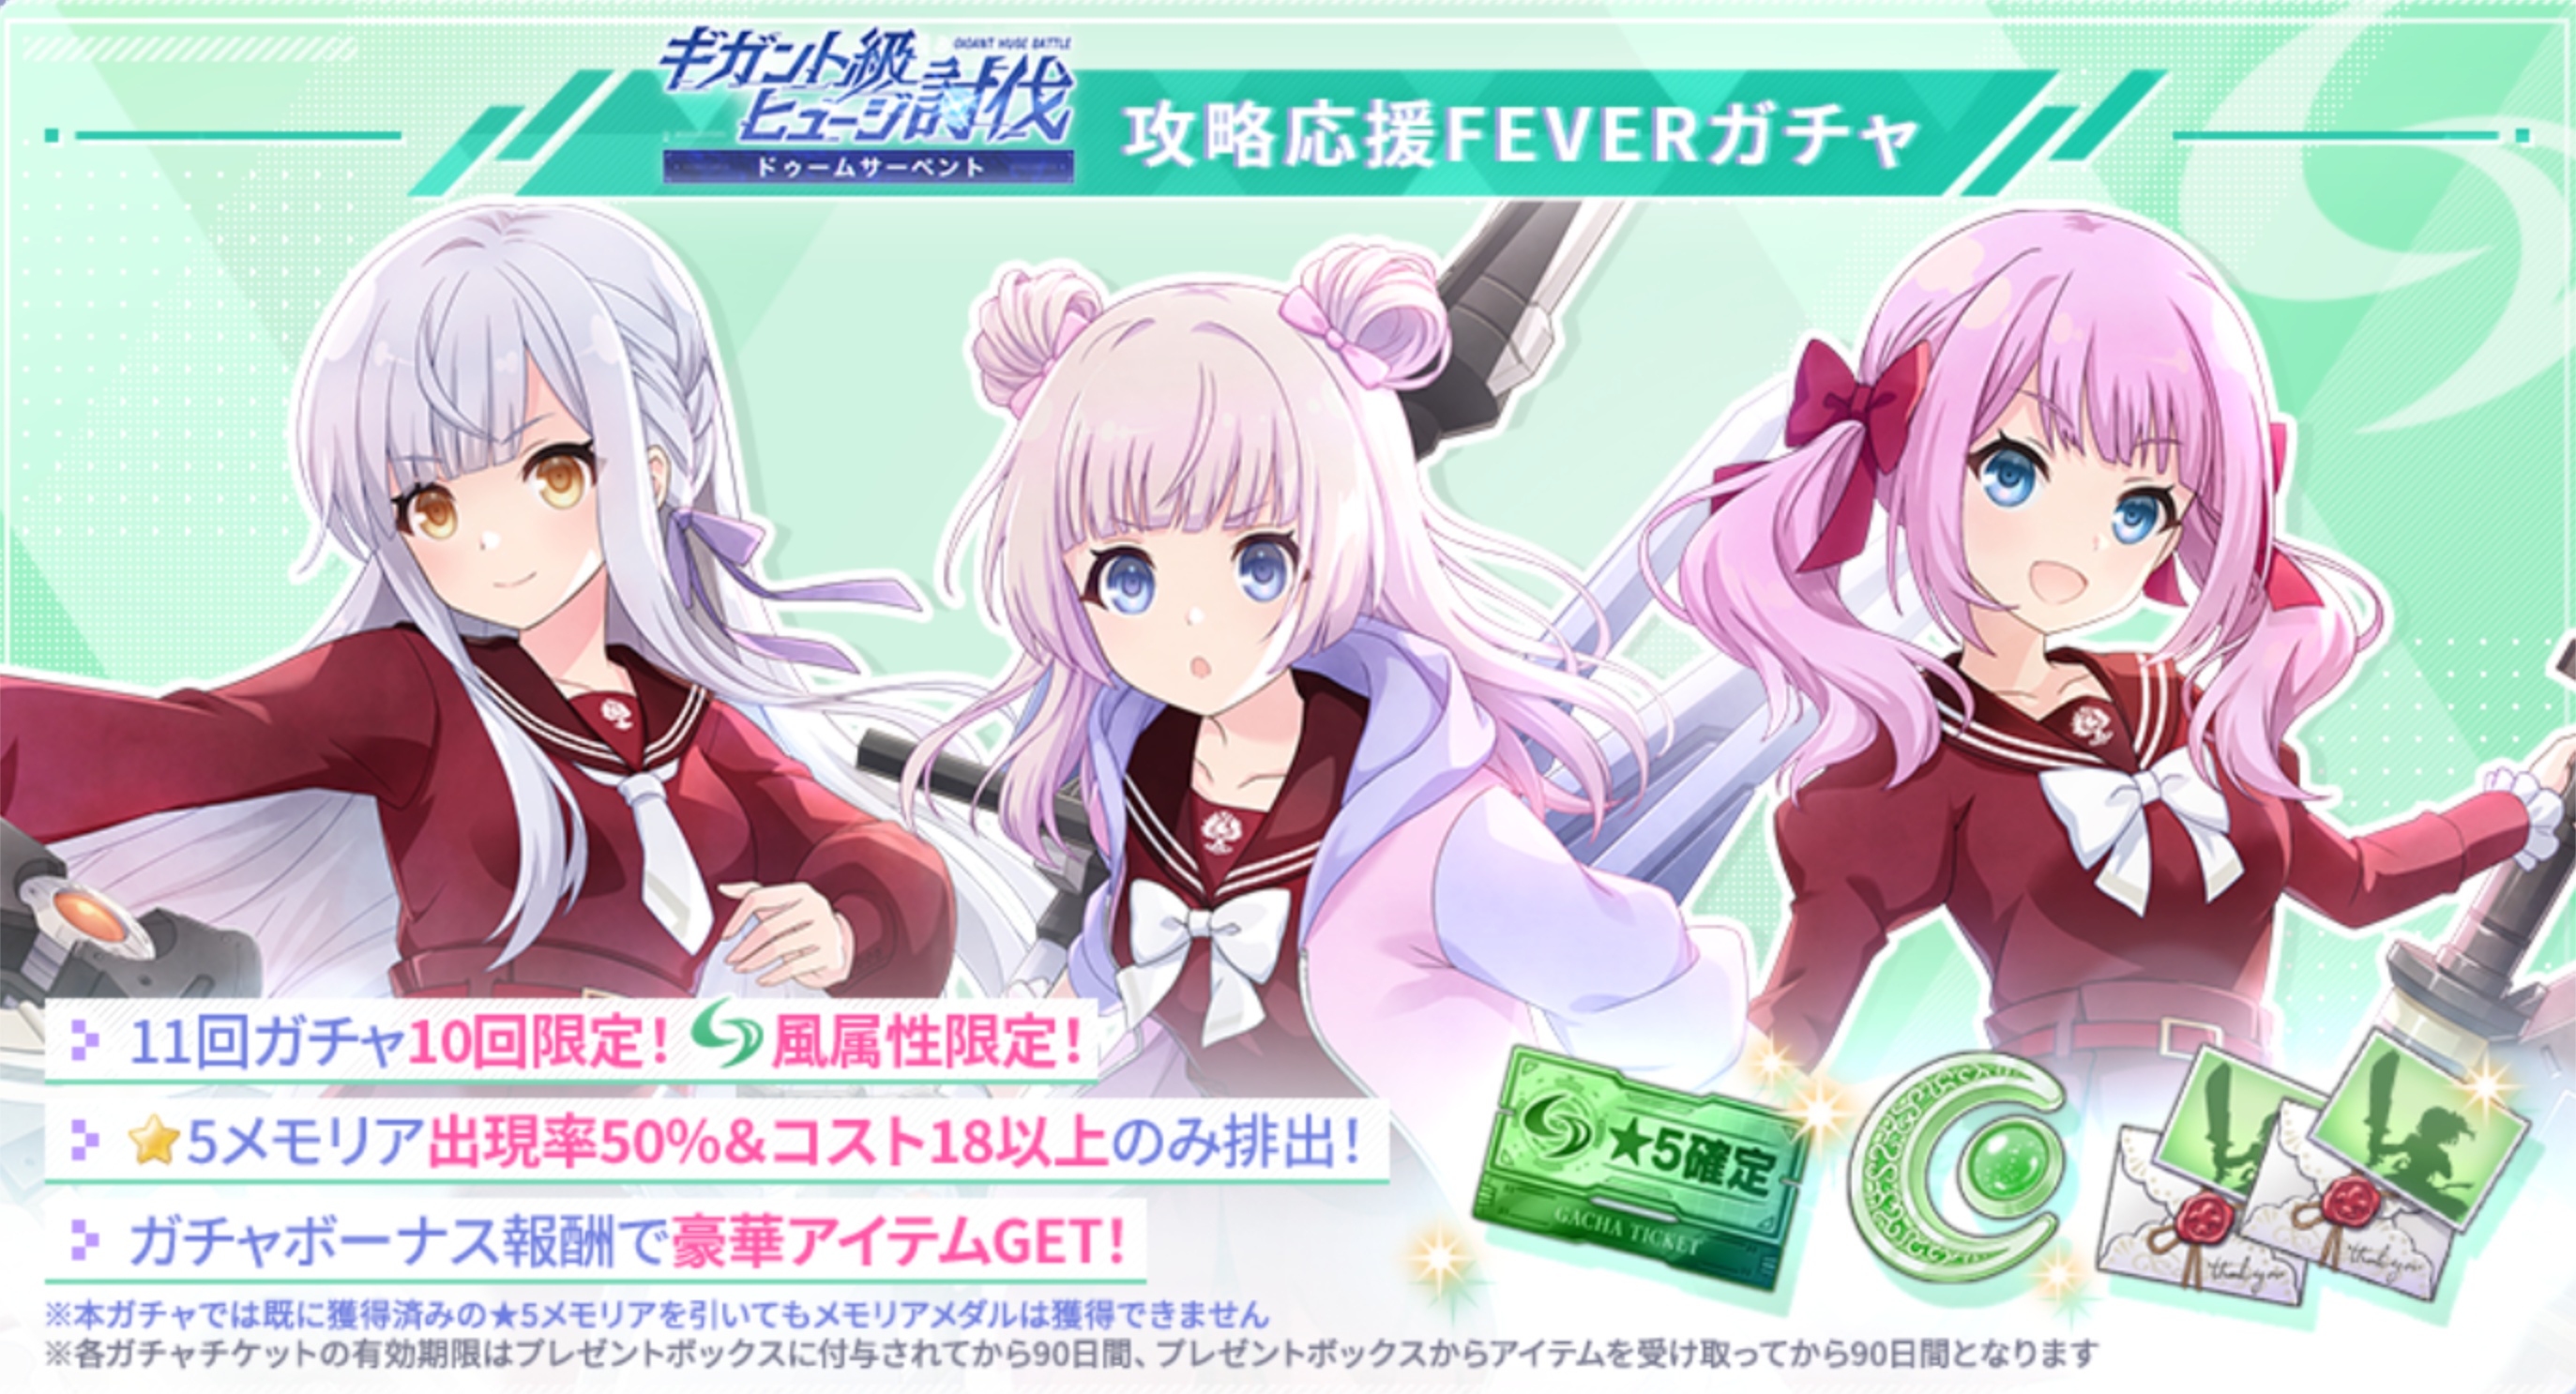 GIGANT HUGE BATTLE
ギガント級
ヒュージ討伐
ドゥームサーペント
攻略応援FEVERガチャ
11回ガチャ10回限定! 風属性限定!
5メモリア出現率50%&コスト18以上のみ排出!
ガチャボーナス報酬で豪華アイテムGET!
★5確定
GACHA TICKET
thank you
thank you
※本ガチャでは既に獲得済みの★5メモリアを引いてもメモリアメダルは獲得できません
※各ガチャチケットの有効期限はプレゼントボックスに付与されてから90日間、プレゼントボックスからアイテムを受け取ってから90日間となります